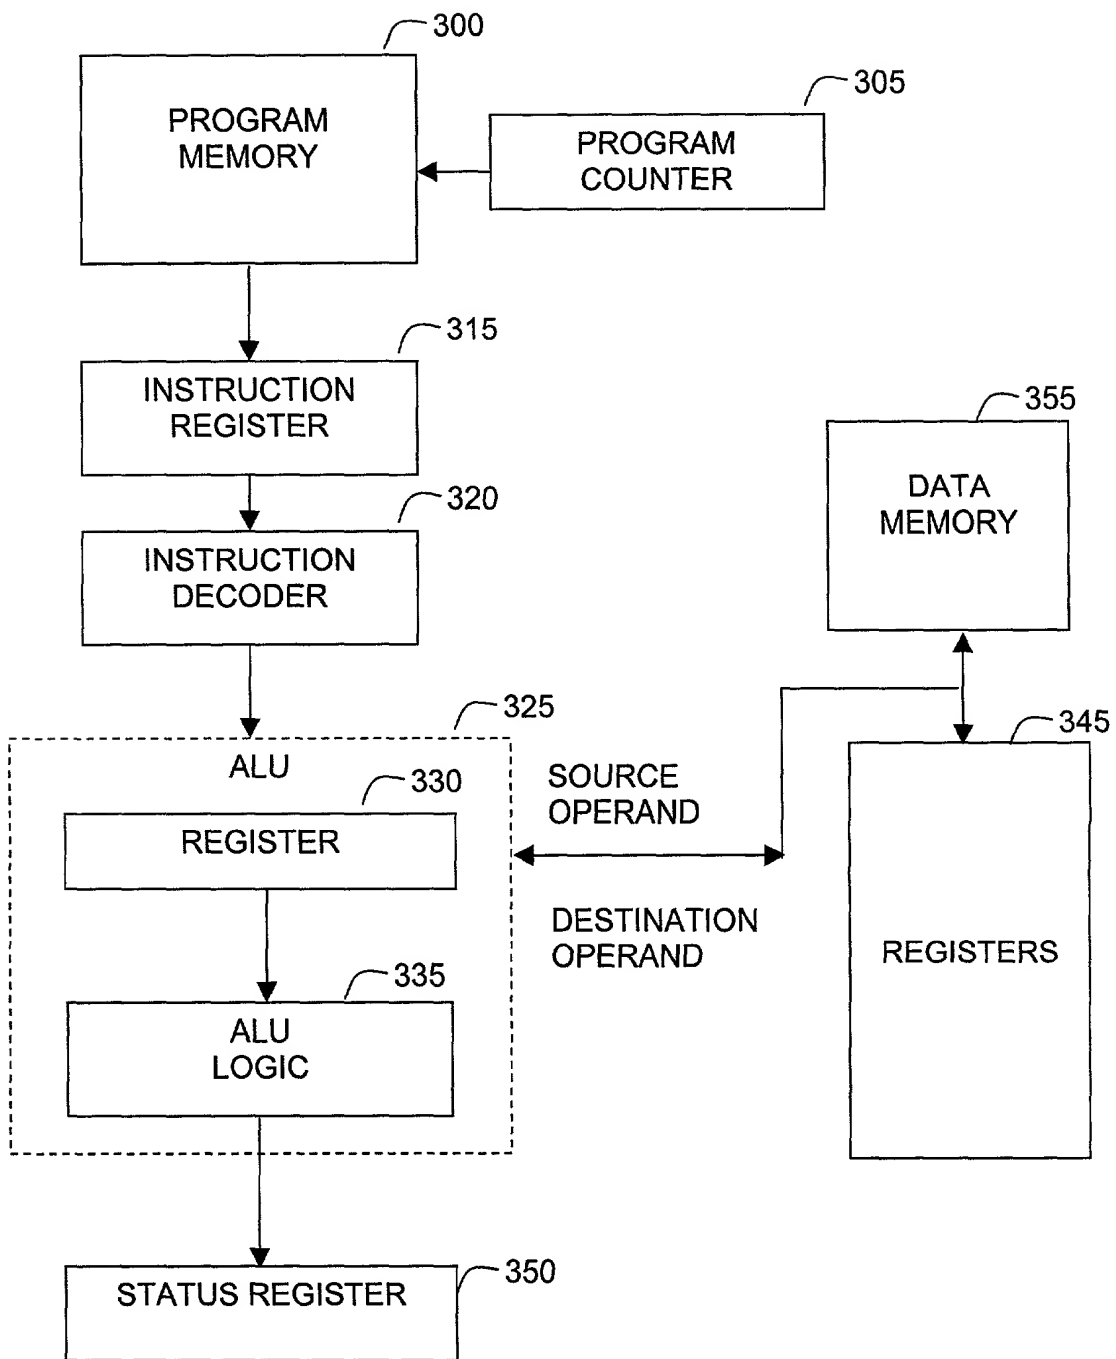 300
305
PROGRAM
MEMORY
PROGRAM
COUNTER
315
INSTRUCTION
REGISTER
355
320
DATA
MEMORY
INSTRUCTION
DECODER
325
345
ALU
330
SOURCE
OPERAND
REGISTER
DESTINATION
OPERAND
REGISTERS
335
ALU
LOGIC
350
STATUS REGISTER